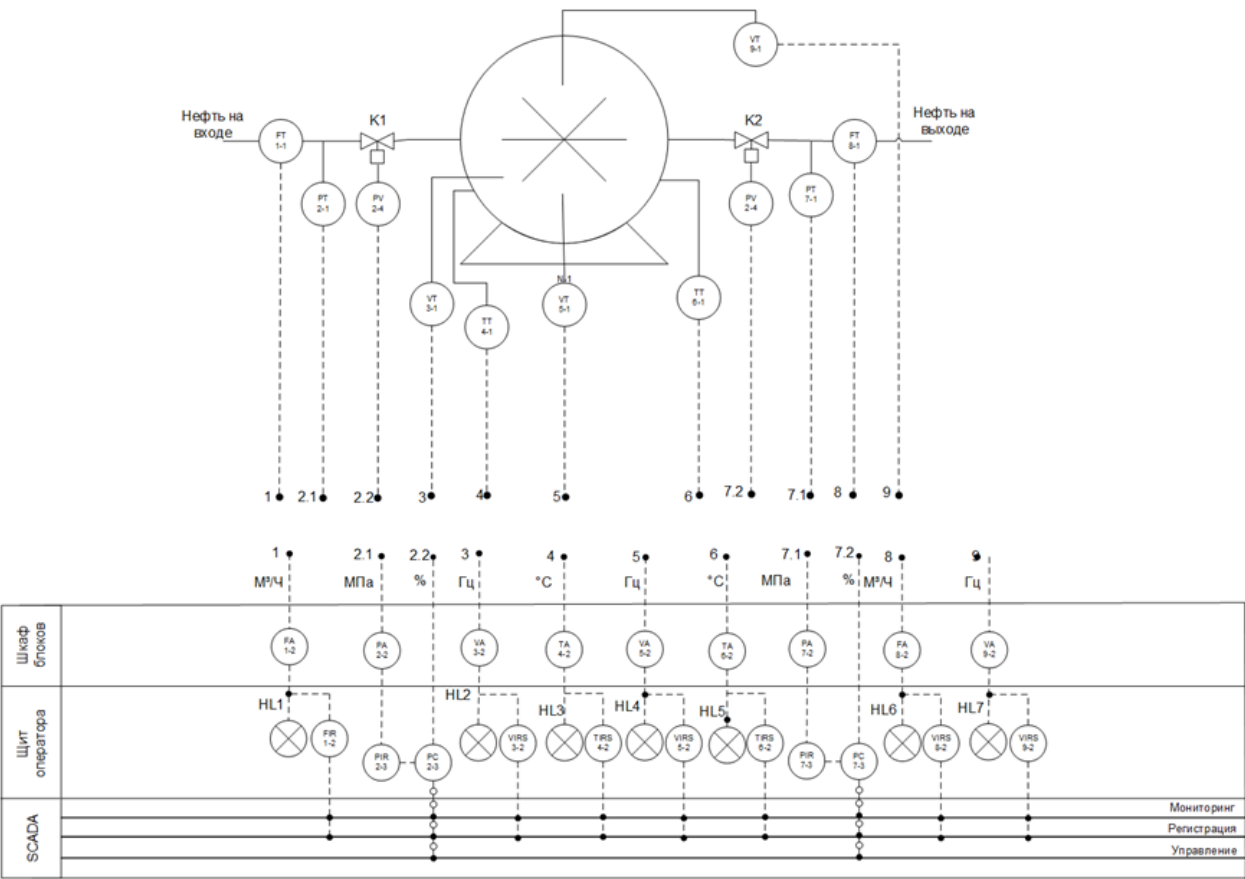 VT
9-1
Нефть на
входе
K1
K2
Нефть на
выходе
FT
1-1
FT
8-1
PT
2-1
PV
2-4
PV
2-4
PT
7-1
№1
VT
3-1
TT
4-1
VT
5-1
TT
6-1
1
2.1
2.2
3
4
5
6
7.2
7.1
8
9
1
2.1
2.2
3
4
5
6
7.1
7.2
8
9
М³/Ч
МПа
%
Гц
°C
Гц
°C
МПа
%
М³/Ч
Гц
Шкаф
блоков
FA
1-2
PA
2-2
VA
3-2
TA
4-2
VA
5-2
TA
6-2
PA
7-2
FA
8-2
VA
9-2
Щит
оператора
HL1
HL2
HL3
HL4
HL5
HL6
HL7
FIR
1-2
PIR
2-3
PC
2-3
VIRS
3-2
TIRS
4-2
VIRS
5-2
TIRS
6-2
PIR
7-3
PC
7-3
VIRS
8-2
VIRS
9-2
SCADA
Мониторинг
Регистрация
Управление